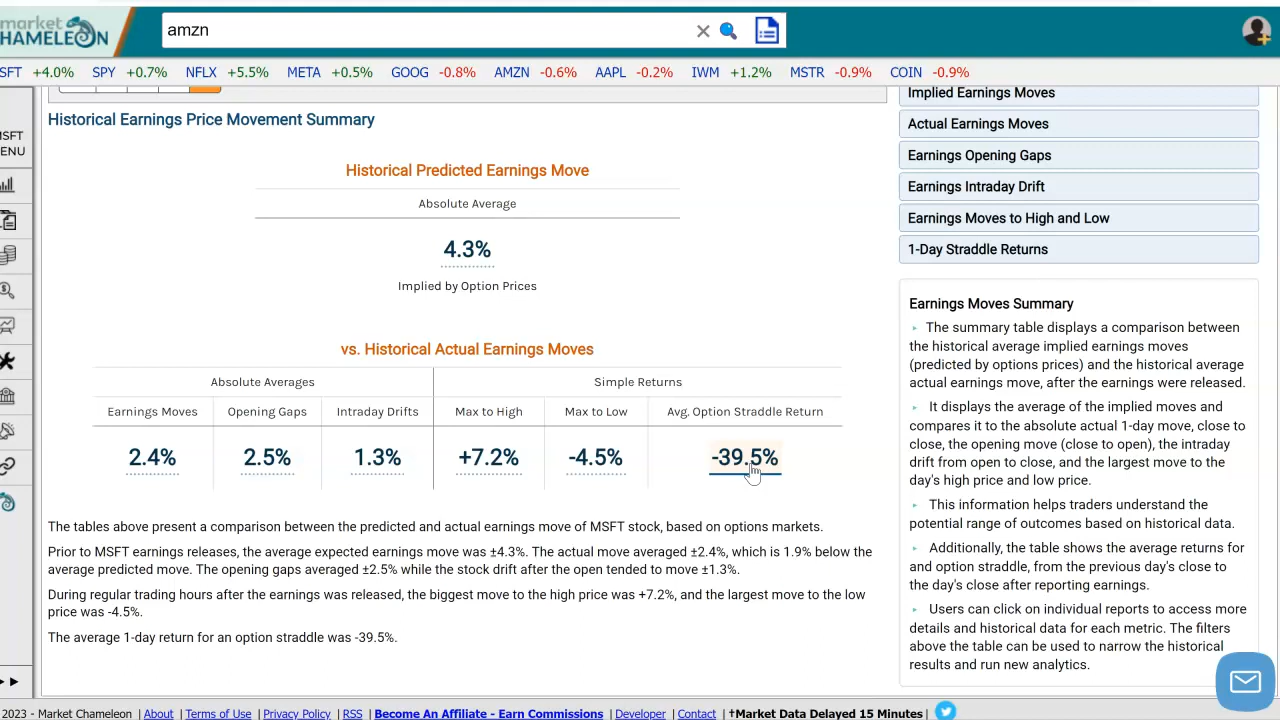 market
HAMELEON
amzn
SFT +4.0% SPY +0.7% NFLX +5.5% META +0.5% GOOG -0.8% AMZN -0.6% AAPL -0.2% IWM +1.2% MSTR -0.9% COIN -0.9%
MSFT
ENU
Historical Earnings Price Movement Summary
Historical Predicted Earnings Move
Absolute Average
4.3%
Implied by Option Prices
vs. Historical Actual Earnings Moves
Absolute Averages Simple Returns
Earnings Moves Opening Gaps Intraday Drifts Max to High Max to Low Avg. Option Straddle Return
2.4% 2.5% 1.3% +7.2% -4.5% -39.5%
The tables above present a comparison between the predicted and actual earnings move of MSFT stock, based on options markets.
Prior to MSFT earnings releases, the average expected earnings move was ±4.3%. The actual move averaged ±2.4%, which is 1.9% below the
average predicted move. The opening gaps averaged ±2.5% while the stock drift after the open tended to move ±1.3%.
During regular trading hours after the earnings was released, the biggest move to the high price was +7.2%, and the largest move to the low
price was -4.5%.
The average 1-day return for an option straddle was -39.5%.
Implied Earnings Moves
Actual Earnings Moves
Earnings Opening Gaps
Earnings Intraday Drift
Earnings Moves to High and Low
1-Day Straddle Returns
Earnings Moves Summary
The summary table displays a comparison between
the historical average implied earnings moves
(predicted by options prices) and the historical average
actual earnings move, after the earnings were released.
It displays the average of the implied moves and
compares it to the absolute actual 1-day move, close to
close, the opening move (close to open), the intraday
drift from open to close, and the largest move to the
day's high price and low price.
This information helps traders understand the
potential range of outcomes based on historical data.
Additionally, the table shows the average returns for
and option straddle, from the previous day's close to
the day's close after reporting earnings.
Users can click on individual reports to access more
details and historical data for each metric. The filters
above the table can be used to narrow the historical
results and run new analytics.
2023 - Market Chameleon | About | Terms of Use | Privacy Policy | RSS | Become An Affiliate - Earn Commissions | Developer | Contact | †Market Data Delayed 15 Minutes |